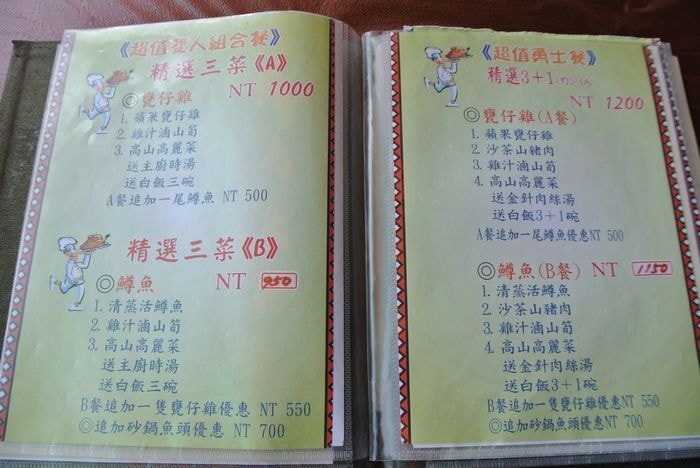 《超值雙人組合餐》
精選三菜《A》
◎甕仔雞 NT 1000
1. 蘋果甕仔雞
2. 雞汁滷山筍
3. 高山高麗菜
送主廚時湯
送白飯三碗
A餐追加一尾鱒魚 NT 500
精選三菜《B》
◎鱒魚 NT 950
1. 清蒸活鱒魚
2. 雞汁滷山筍
3. 高山高麗菜
送主廚時湯
送白飯三碗
B餐追加一隻甕仔雞優惠 NT 550
◎追加砂鍋魚頭優惠 NT 700
《超值勇士餐》
精選3+1
NT 1200
◎甕仔雞(A餐)
1. 蘋果甕仔雞
2. 沙茶山豬肉
3. 雞汁滷山筍
4. 高山高麗菜
送金針肉絲湯
送白飯3+1碗
A餐追加一尾鱒魚優惠NT 500
◎鱒魚(B餐) NT 1150
1. 清蒸活鱒魚
2. 沙茶山豬肉
3. 雞汁滷山筍
4. 高山高麗菜
送金針肉絲湯
送白飯3+1碗
B餐追加一隻甕仔雞優惠 NT 550
◎追加砂鍋魚頭優惠 NT 700